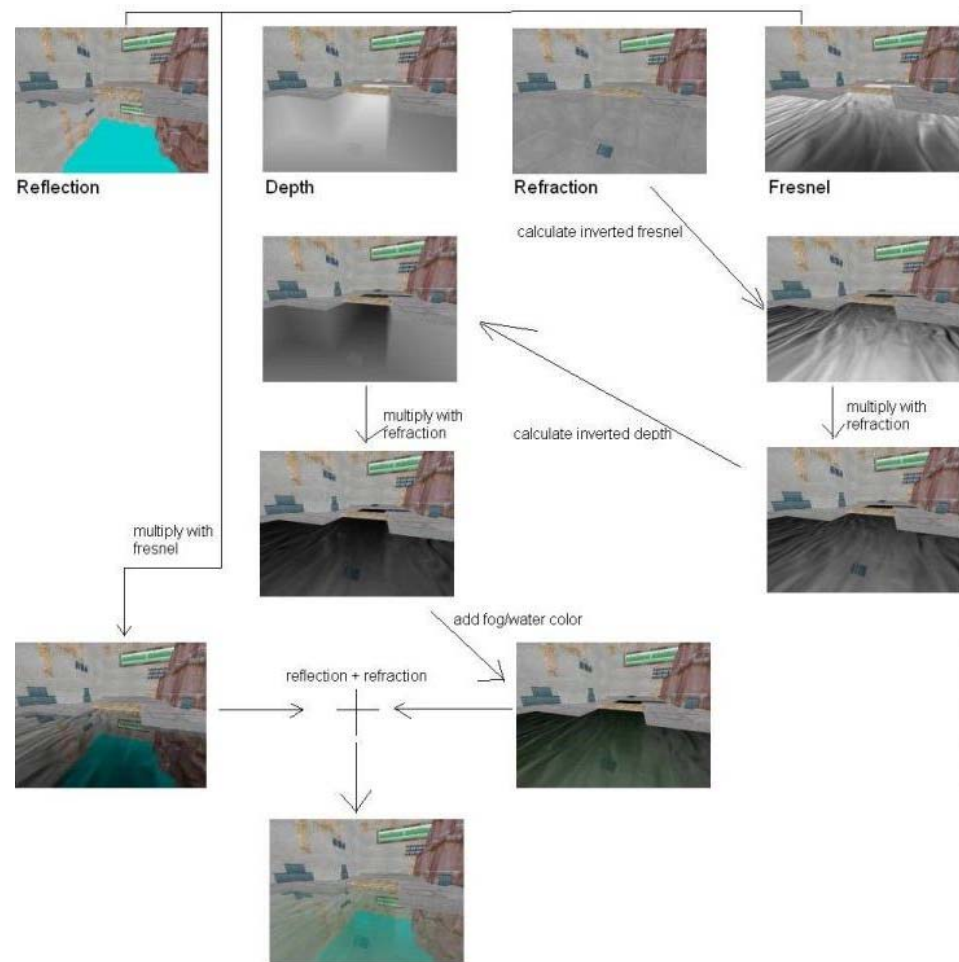 Reflection
Depth
Refraction
Fresnel
calculate inverted fresnel
multiply with
refraction
calculate inverted depth
multiply with
refraction
multiply with
fresnel
add fog/water color
reflection + refraction